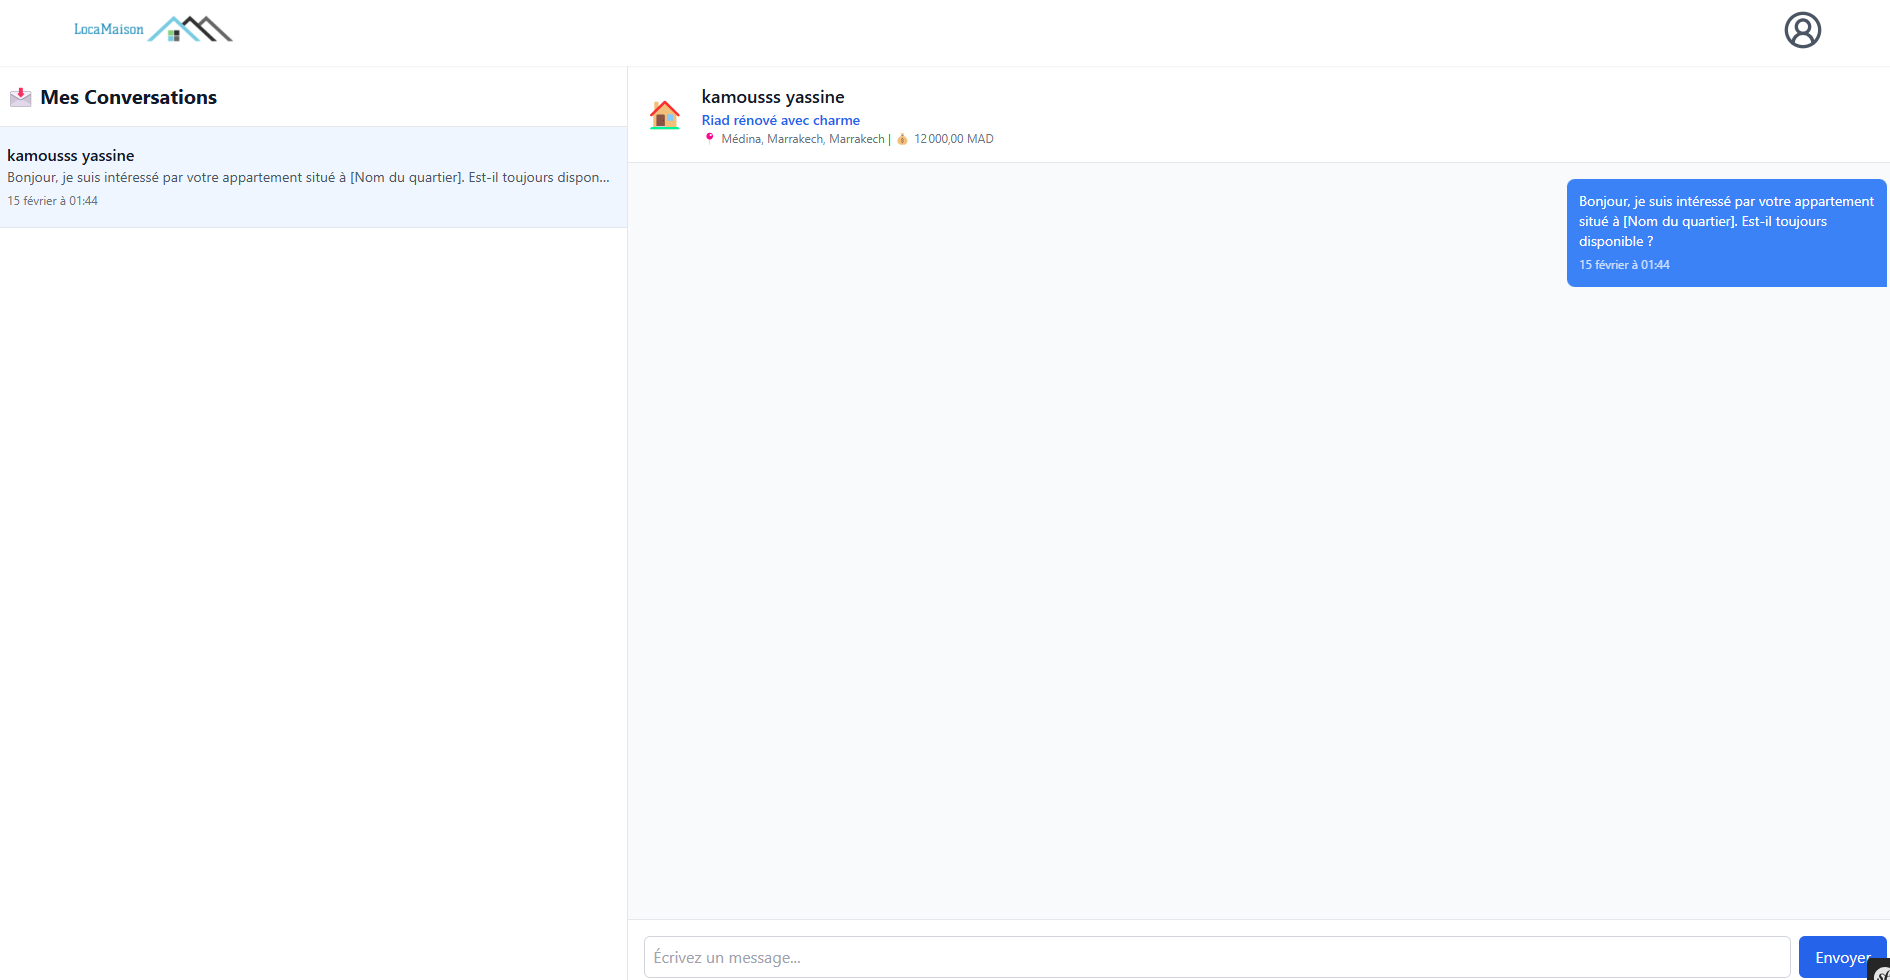 LocaMaison
Mes Conversations
kamousss yassine
Bonjour, je suis intéressé par votre appartement situé à [Nom du quartier]. Est-il toujours dispon...
15 février à 01:44
kamousss yassine
Riad rénové avec charme
Médina, Marrakech, Marrakech | 12 000,00 MAD
Bonjour, je suis intéressé par votre appartement
situé à [Nom du quartier]. Est-il toujours
disponible ?
15 février à 01:44
Écrivez un message...
Envoyer
sf